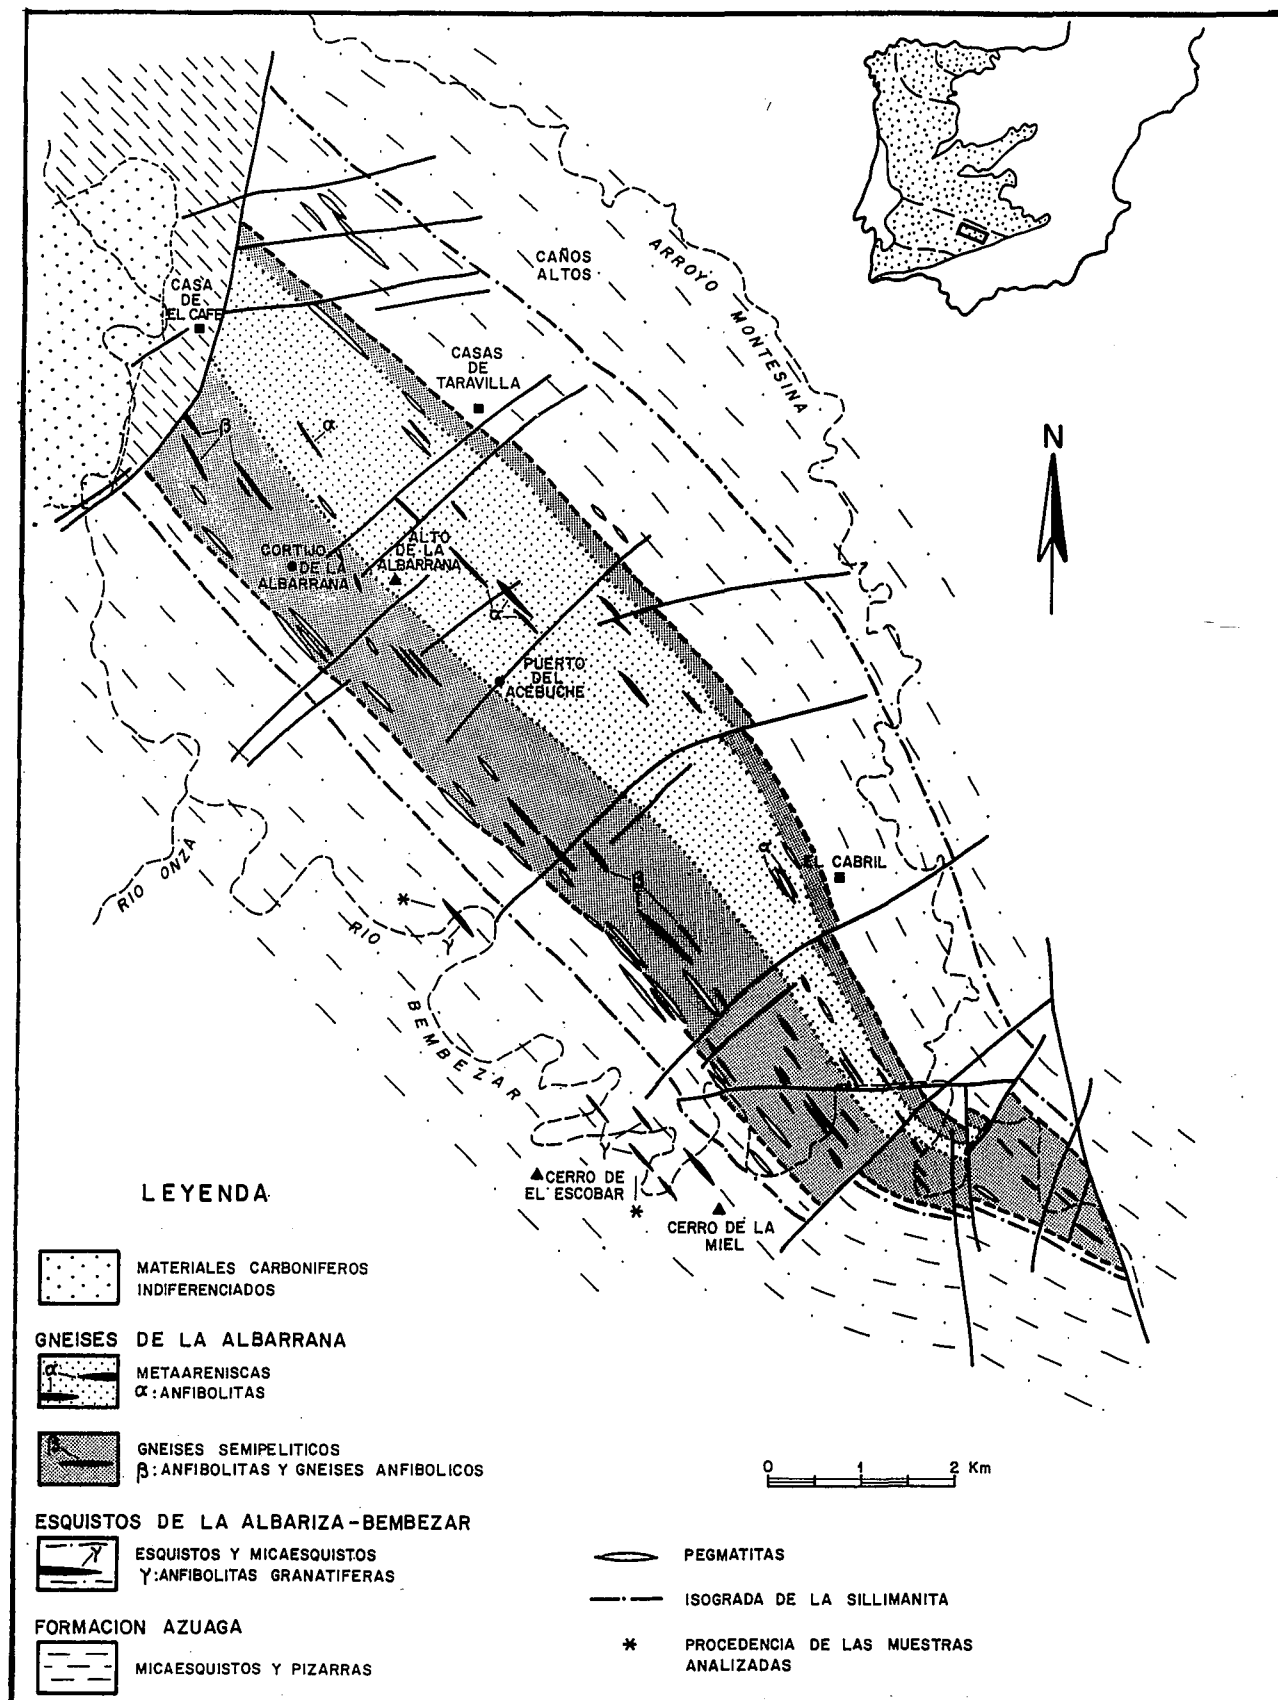 CASA
DE
EL CAFE
CAÑOS
ALTOS
ARROYO MONTESINA
CASAS
DE
TARAVILLA
N
β
α
CORTIJO
DE LA
ALBARRANA
ALTO
DE LA
ALBARRANA
α
PUERTO
DEL
ACEBUCHE
α
EL CABRIL
β
RIO ONZA
*
γ
RIO
BEMBEZAR
γ
CERRO DE
EL ESCOBAR
*
CERRO DE LA
MIEL
LEYENDA
MATERIALES CARBONIFEROS
INDIFERENCIADOS
GNEISES DE LA ALBARRANA
α
METAARENISCAS
α:ANFIBOLITAS
β
GNEISES SEMIPELITICOS
β:ANFIBOLITAS Y GNEISES ANFIBOLICOS
0 1 2 Km
ESQUISTOS DE LA ALBARIZA-BEMBEZAR
γ
ESQUISTOS Y MICAESQUISTOS
γ:ANFIBOLITAS GRANATIFERAS
FORMACION AZUAGA
MICAESQUISTOS Y PIZARRAS
PEGMATITAS
ISOGRADA DE LA SILLIMANITA
* PROCEDENCIA DE LAS MUESTRAS
ANALIZADAS